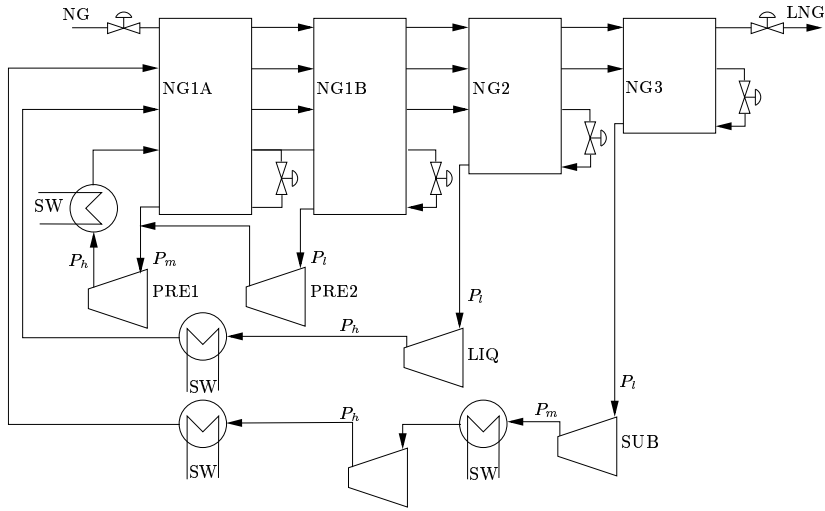 NG
LNG
NG1A
NG1B
NG2
NG3
SW
P_h
P_m
PRE1
P_l
PRE2
P_l
P_h
LIQ
SW
P_l
P_h
P_m
SUB
SW
SW